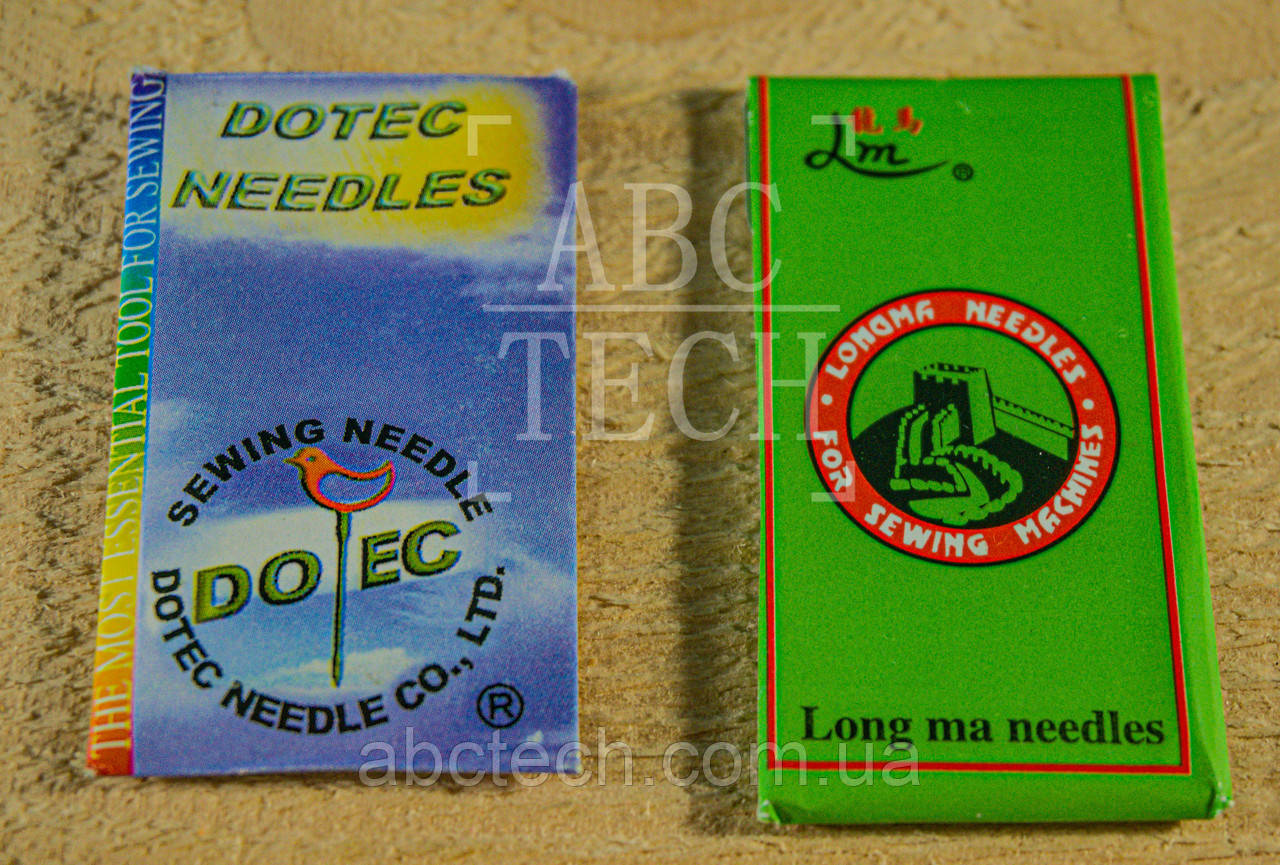 THE MOST ESSENTIAL TOOL FOR SEWING
DOTEC
NEEDLES
SEWING NEEDLE
DOTEC
DOTEC NEEDLE CO., LTD.
®
龍馬
Lm ®
LONGMA NEEDLES
• FOR SEWING MACHINES •
Long ma needles
ABC
TECH
abctech.com.ua